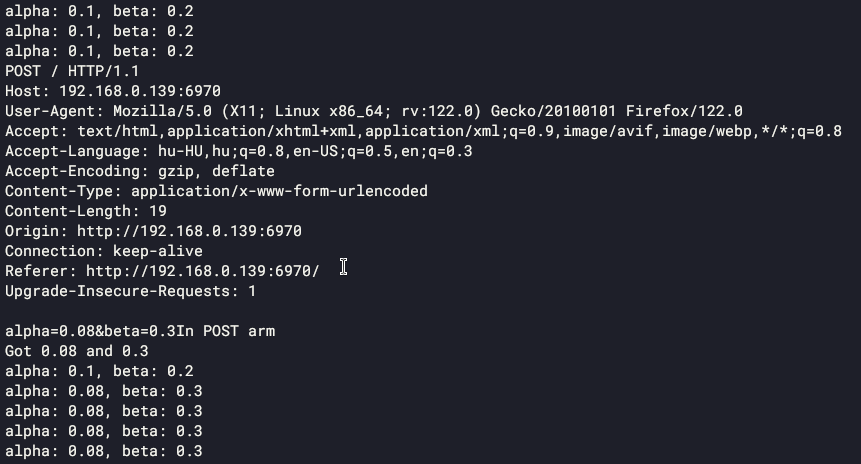 alpha: 0.1, beta: 0.2
alpha: 0.1, beta: 0.2
alpha: 0.1, beta: 0.2
POST / HTTP/1.1
Host: 192.168.0.139:6970
User-Agent: Mozilla/5.0 (X11; Linux x86_64; rv:122.0) Gecko/20100101 Firefox/122.0
Accept: text/html,application/xhtml+xml,application/xml;q=0.9,image/avif,image/webp,*/*;q=0.8
Accept-Language: hu-HU,hu;q=0.8,en-US;q=0.5,en;q=0.3
Accept-Encoding: gzip, deflate
Content-Type: application/x-www-form-urlencoded
Content-Length: 19
Origin: http://192.168.0.139:6970
Connection: keep-alive
Referer: http://192.168.0.139:6970/
Upgrade-Insecure-Requests: 1

alpha=0.08&beta=0.3In POST arm
Got 0.08 and 0.3
alpha: 0.1, beta: 0.2
alpha: 0.08, beta: 0.3
alpha: 0.08, beta: 0.3
alpha: 0.08, beta: 0.3
alpha: 0.08, beta: 0.3